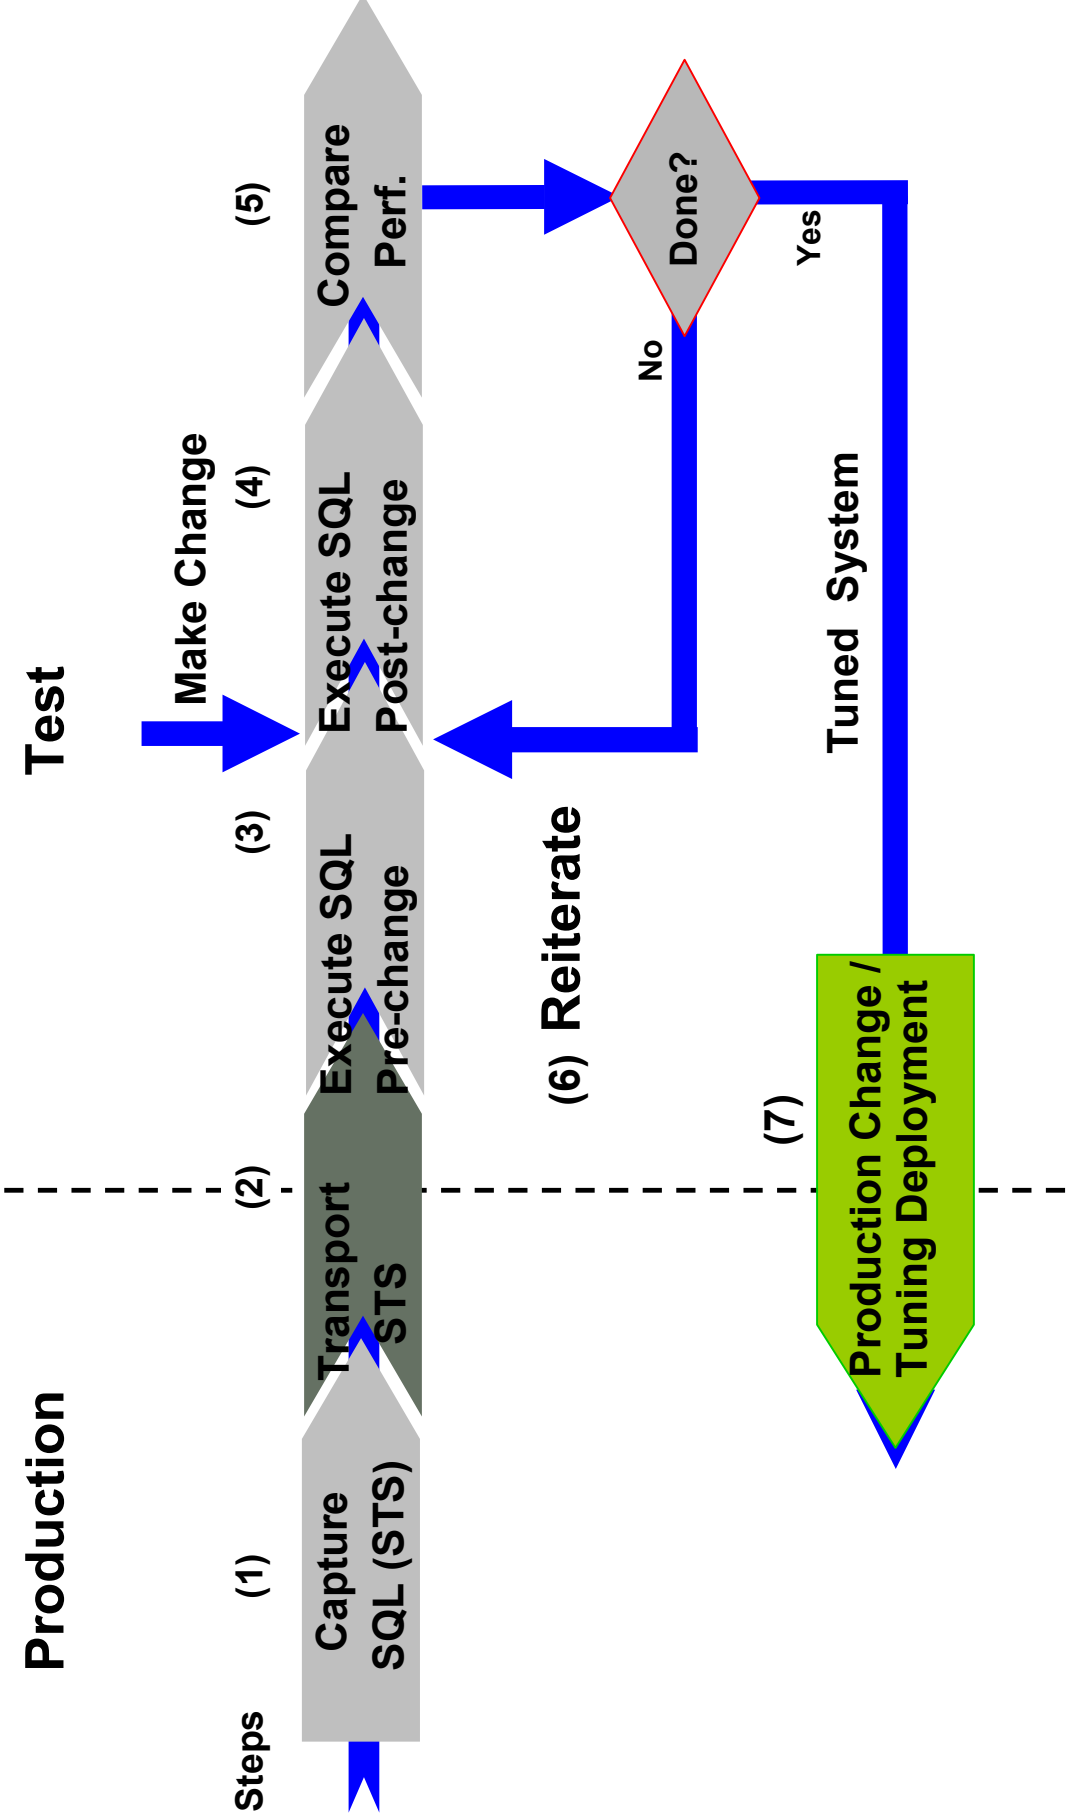 Production
Test
Make Change
Steps
(1)
(2)
(3)
(4)
(5)
Capture
SQL (STS)
Transport
STS
Execute SQL
Pre-change
Execute SQL
Post-change
Compare
Perf.
(6) Reiterate
No
Done?
Yes
Tuned System
(7)
Production Change /
Tuning Deployment